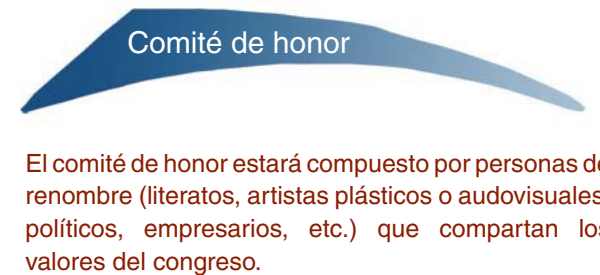 Comité de honor
El comité de honor estará compuesto por personas de
renombre (literatos, artistas plásticos o audovisuales,
políticos, empresarios, etc.) que compartan los
valores del congreso.